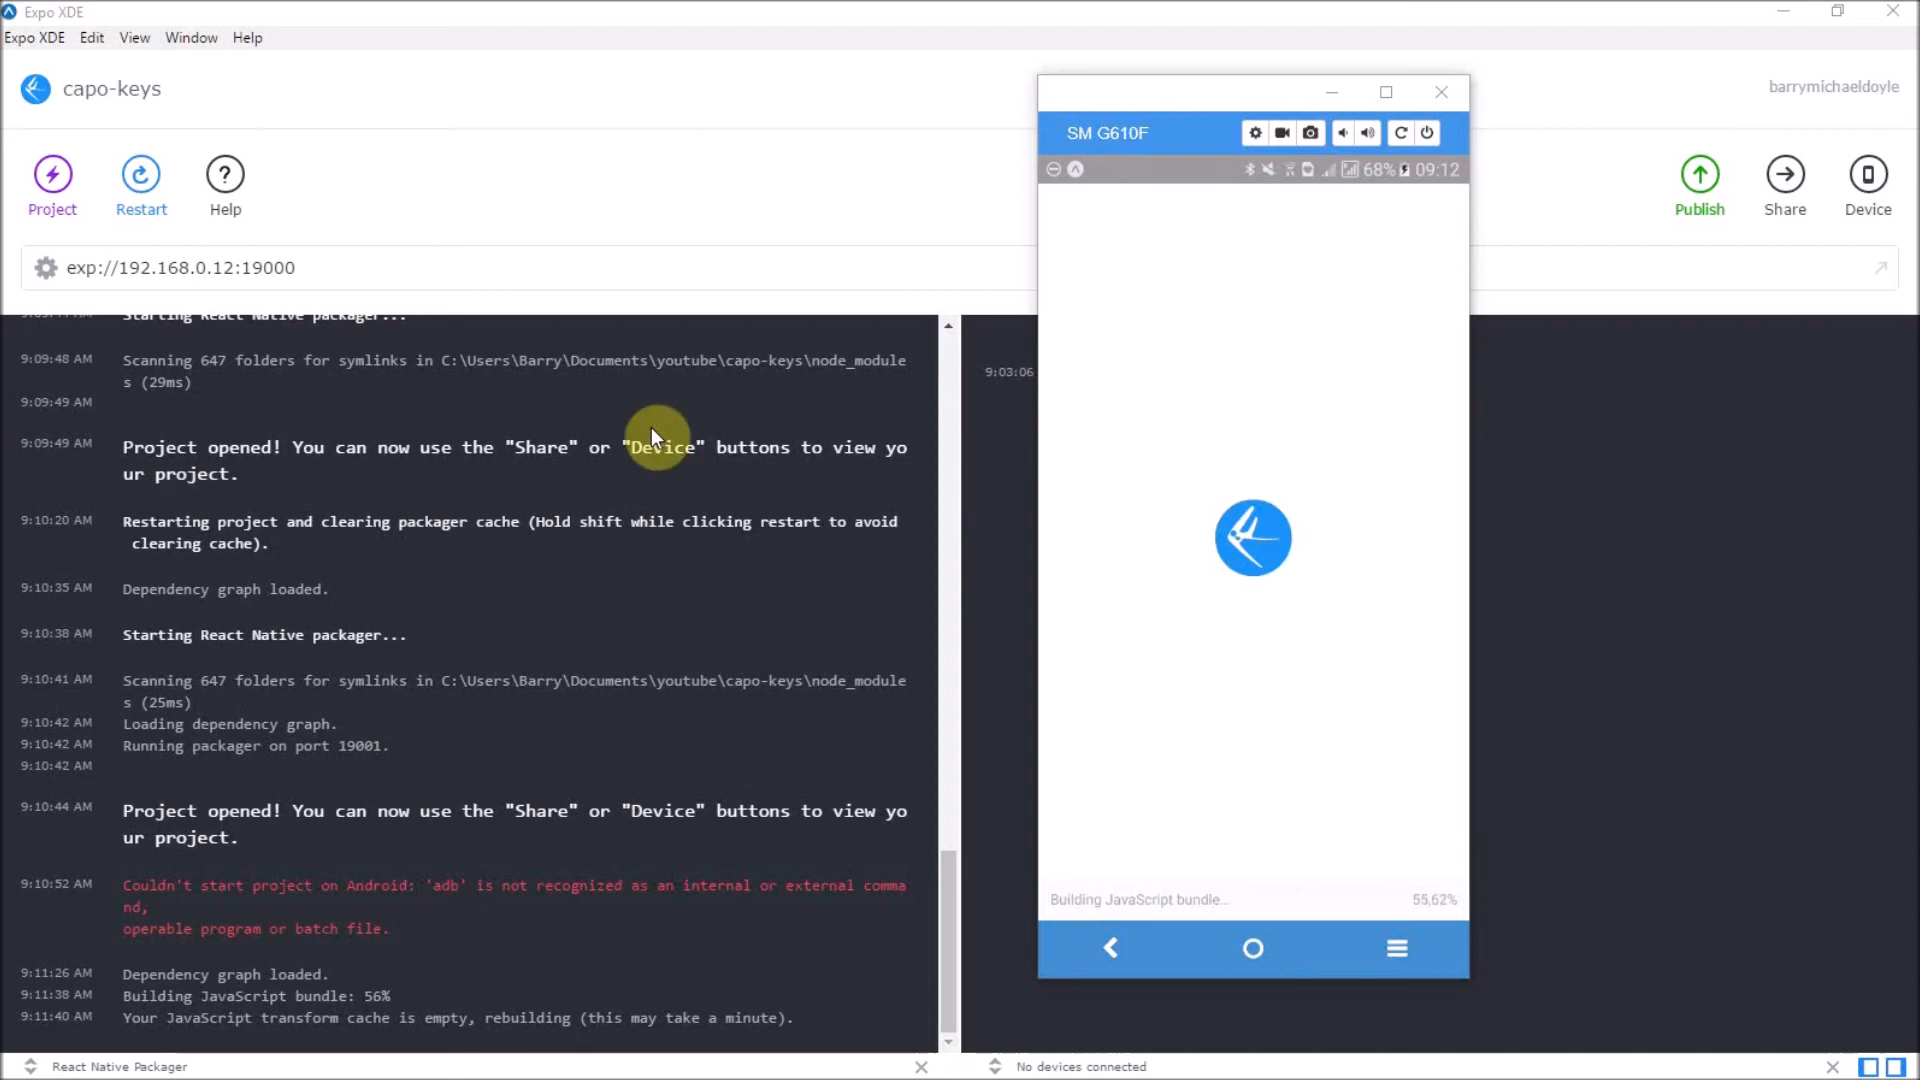 Expo XDE
Expo XDE Edit View Window Help
capo-keys
barrymichaeldoyle
Project Restart Help
Publish Share Device
exp://192.168.0.12:19000
Starting React Native packager...
9:09:48 AM Scanning 647 folders for symlinks in C:\Users\Barry\Documents\youtube\capo-keys\node_module
s (29ms)
9:09:49 AM
9:09:49 AM Project opened! You can now use the "Share" or "Device" buttons to view yo
ur project.
9:10:20 AM Restarting project and clearing packager cache (Hold shift while clicking restart to avoid
clearing cache).
9:10:35 AM Dependency graph loaded.
9:10:38 AM Starting React Native packager...
9:10:41 AM Scanning 647 folders for symlinks in C:\Users\Barry\Documents\youtube\capo-keys\node_module
s (25ms)
9:10:42 AM Loading dependency graph.
9:10:42 AM Running packager on port 19001.
9:10:42 AM
9:10:44 AM Project opened! You can now use the "Share" or "Device" buttons to view yo
ur project.
9:10:52 AM Couldn't start project on Android: 'adb' is not recognized as an internal or external comma
nd,
operable program or batch file.
9:11:26 AM Dependency graph loaded.
9:11:38 AM Building JavaScript bundle: 56%
9:11:40 AM Your JavaScript transform cache is empty, rebuilding (this may take a minute).
React Native Packager
9:03:06
SM G610F
68% 09:12
Building JavaScript bundle... 55,62%
No devices connected